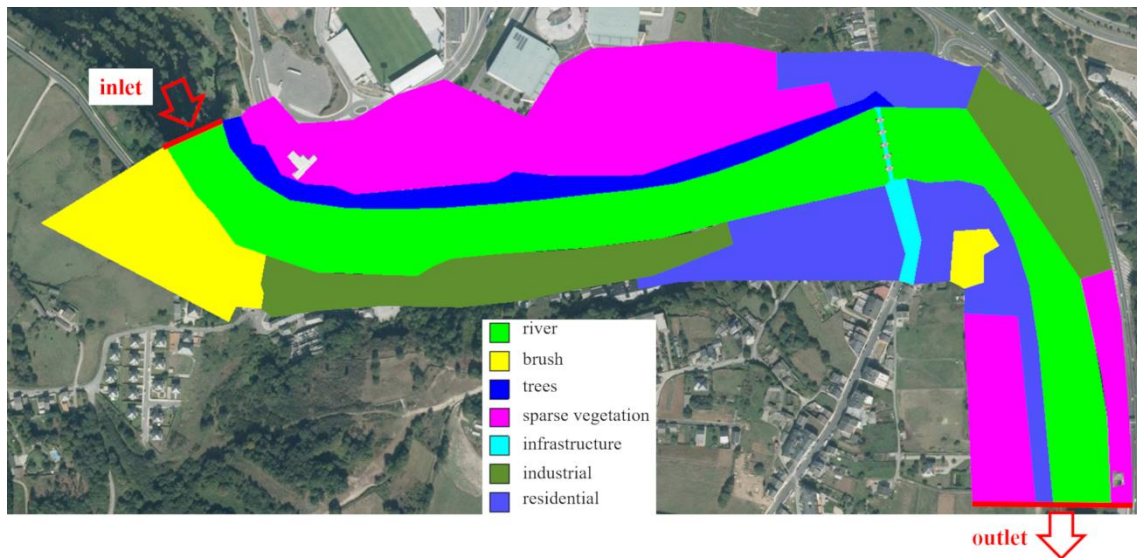 inlet
river
brush
trees
sparse vegetation
infrastructure
industrial
residential
outlet